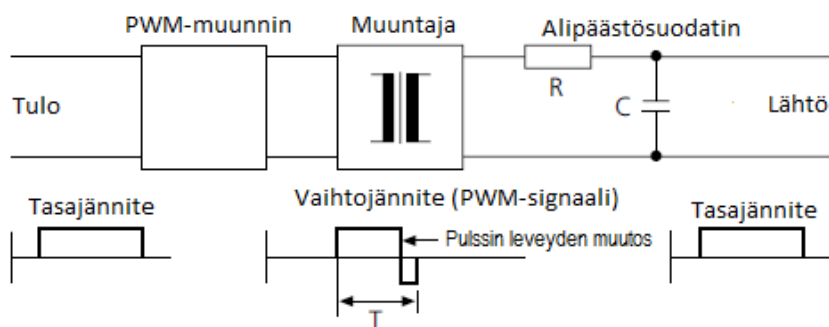 PWM-muunnin
Muuntaja
Alipäästösuodatin
Tulo
R
C
Lähtö
Tasajännite
Vaihtojännite (PWM-signaali)
Tasajännite
Pulssin leveyden muutos
T